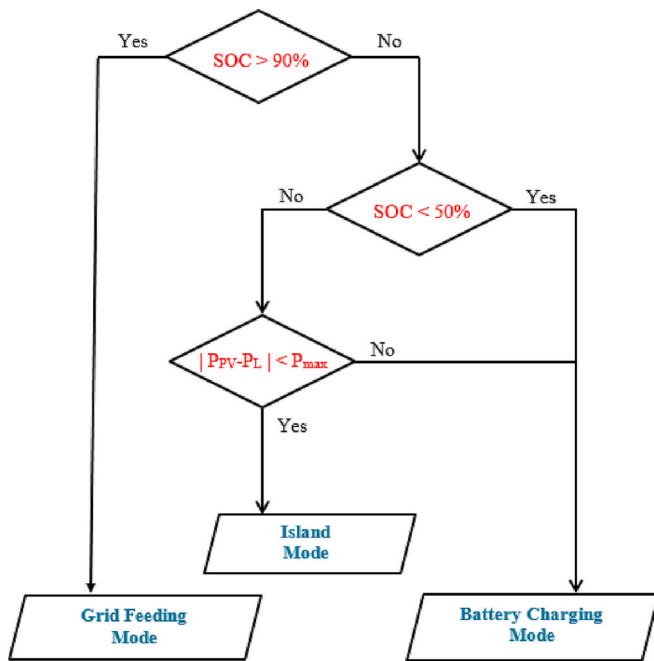 Yes
No
SOC > 90%
No
Yes
SOC < 50%
| PPV-PL | < Pmax
No
Yes
Island
Mode
Grid Feeding
Mode
Battery Charging
Mode